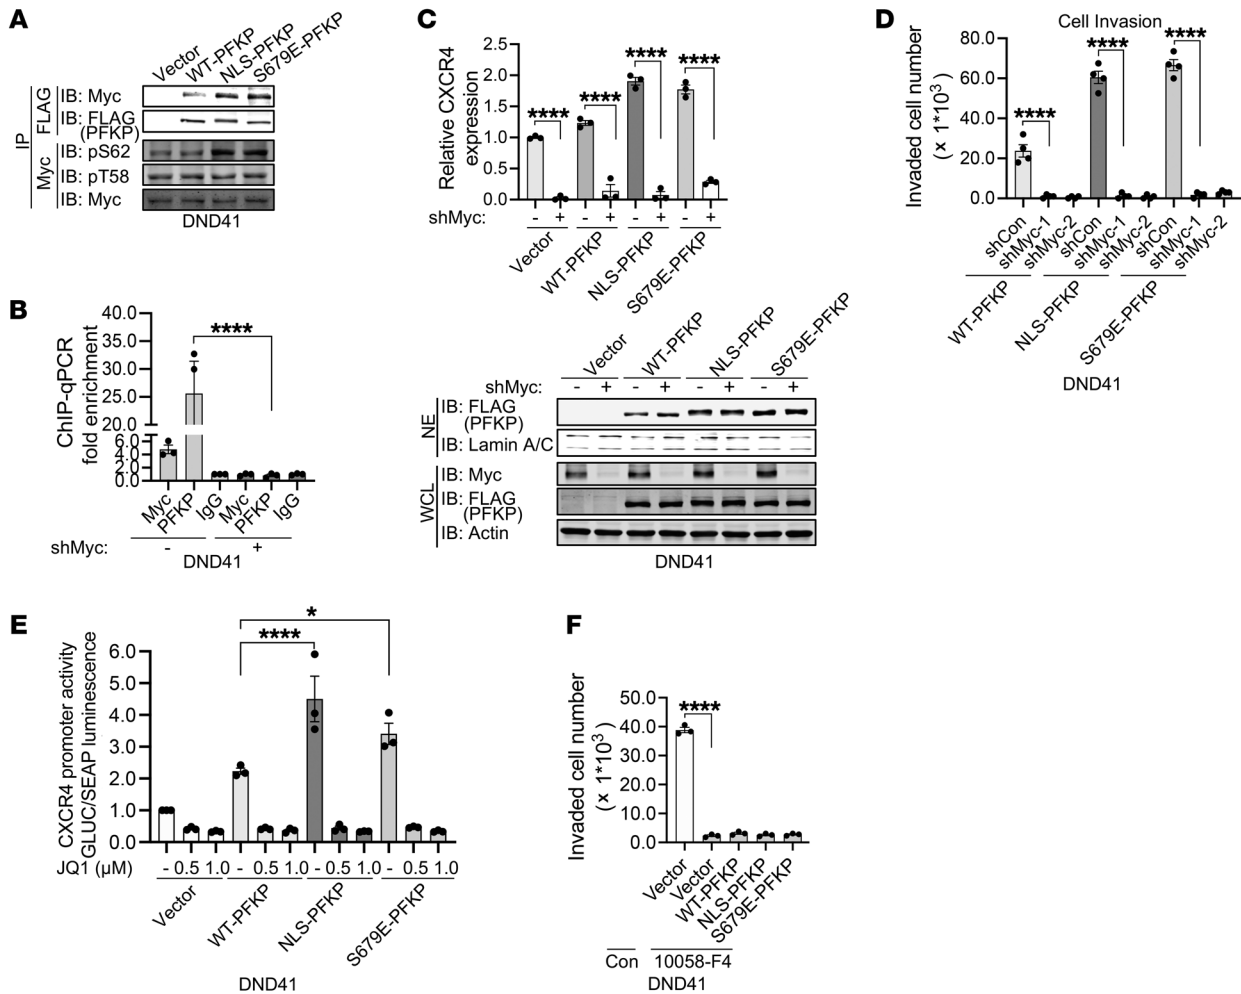 A
Vector
WT-PFKP
NLS-PFKP
S679E-PFKP
IP
FLAG
IB: Myc
IB: FLAG
(PFKP)
Myc
IB: pS62
IB: pT58
IB: Myc
DND41
B
ChIP-qPCR
fold enrichment
40.0
35.0
30.0
25.0
20.0
6.0
4.0
2.0
0.0
****
Myc
PFKP
IgG
Myc
PFKP
IgG
shMyc: - +
DND41
C
Relative CXCR4
expression
2.5
2.0
1.5
1.0
0.5
0.0
**** **** **** ****
shMyc: - + - + - + - +
Vector
WT-PFKP
NLS-PFKP
S679E-PFKP
Vector
WT-PFKP
NLS-PFKP
S679E-PFKP
shMyc: - + - + - + - +
NE
IB: FLAG
(PFKP)
IB: Lamin A/C
WCL
IB: Myc
IB: FLAG
(PFKP)
IB: Actin
DND41
D
Cell Invasion
Invaded cell number
(x 1*10³)
80.0
60.0
40.0
20.0
0.0
**** **** ****
shCon
shMyc-1
shMyc-2
shCon
shMyc-1
shMyc-2
shCon
shMyc-1
shMyc-2
WT-PFKP
NLS-PFKP
S679E-PFKP
DND41
E
CXCR4 promoter activity
GLUC/SEAP luminescence
6.0
5.0
4.0
3.0
2.0
1.0
0.0
*
****
JQ1 (μM) - 0.5 1.0 - 0.5 1.0 - 0.5 1.0 - 0.5 1.0
Vector
WT-PFKP
NLS-PFKP
S679E-PFKP
DND41
F
Invaded cell number
(x 1*10³)
50.0
40.0
30.0
20.0
10.0
0.0
****
Vector
Vector
WT-PFKP
NLS-PFKP
S679E-PFKP
Con 10058-F4
DND41